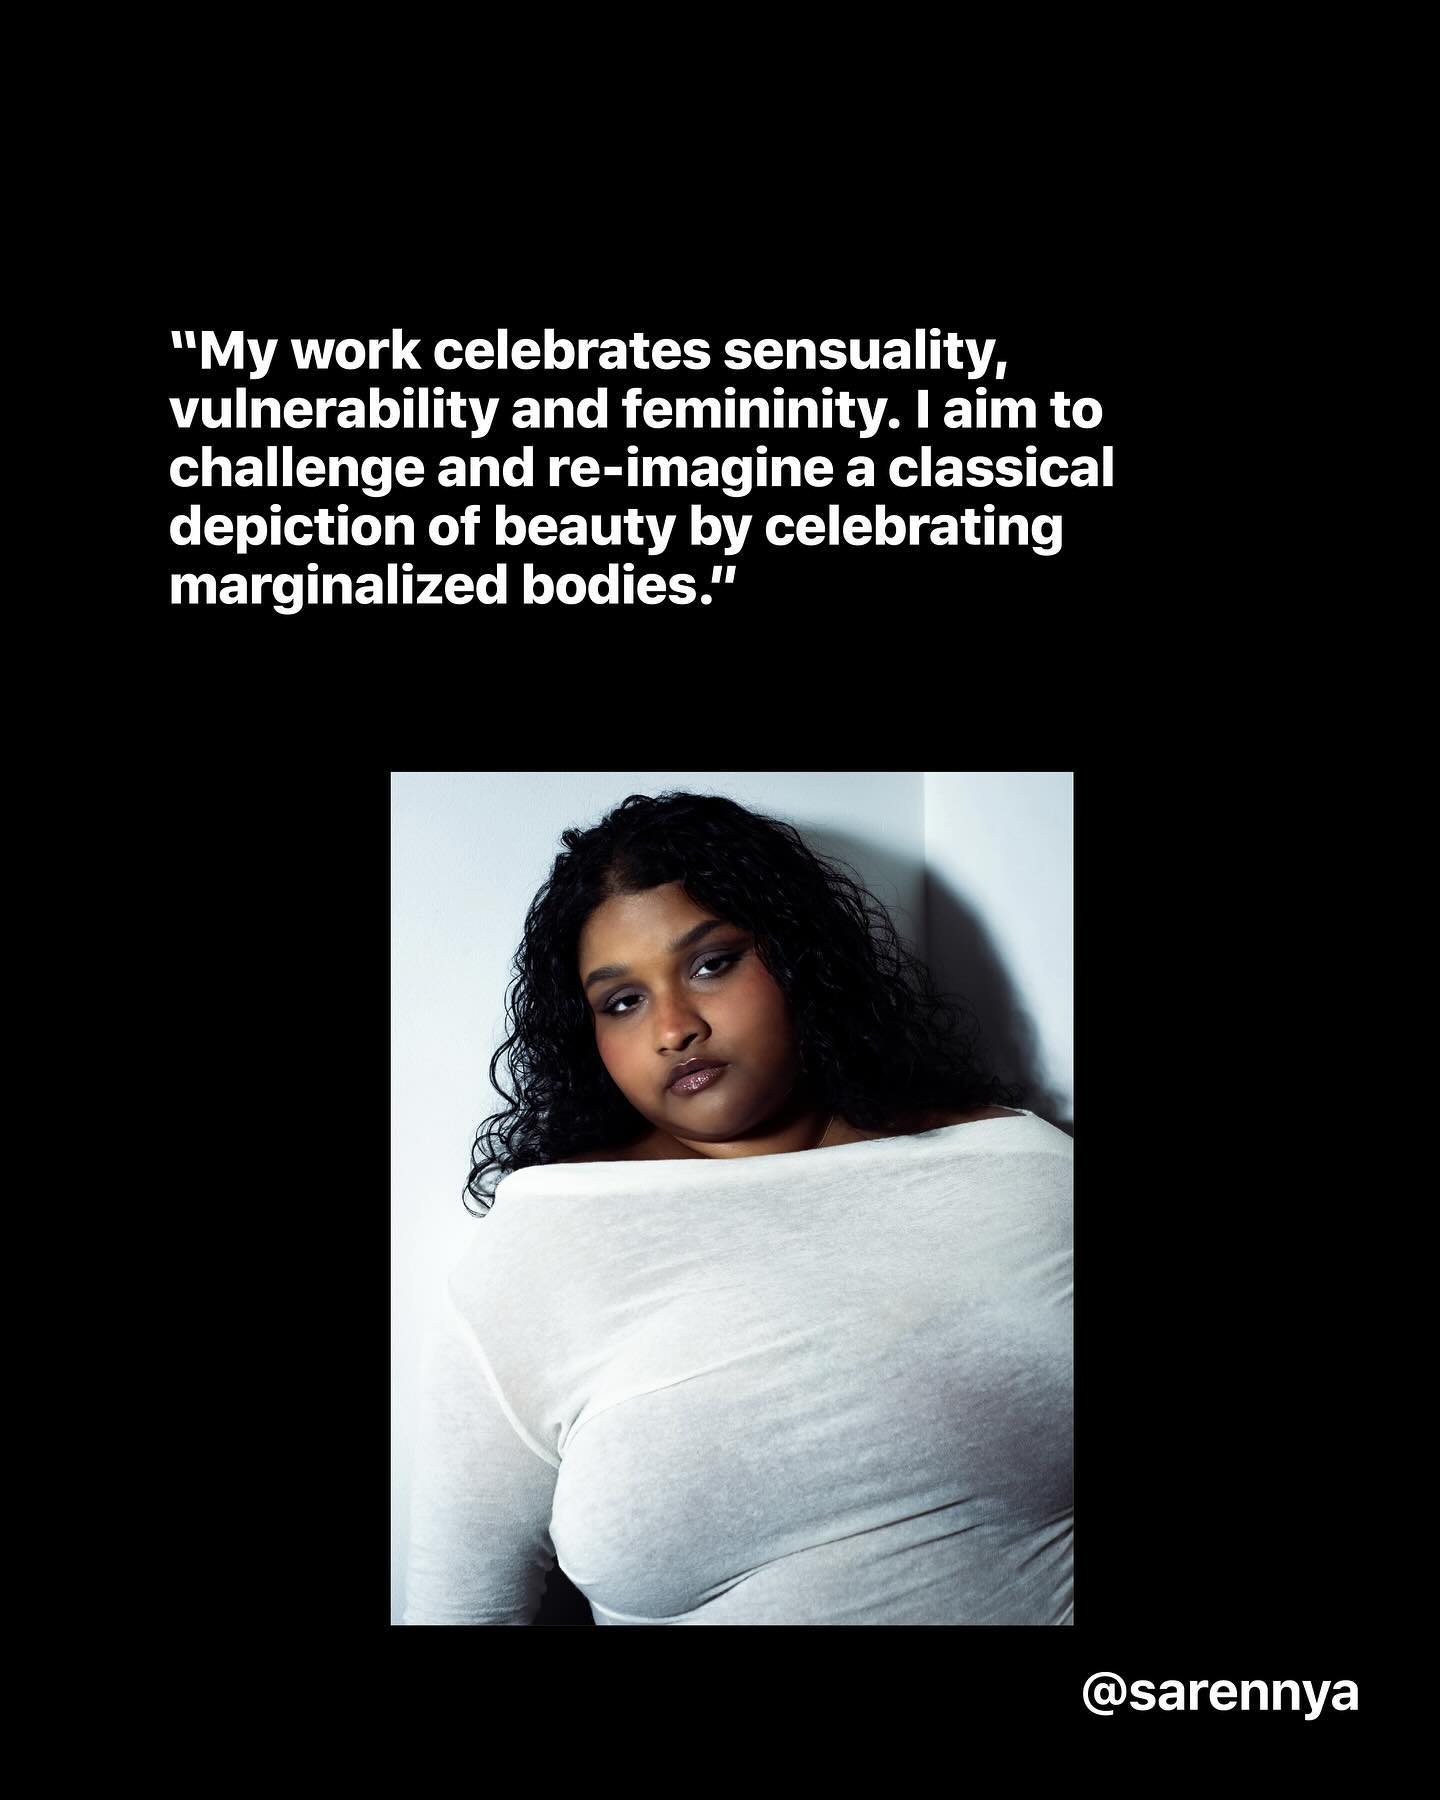 “My work celebrates sensuality,
vulnerability and femininity. I aim to
challenge and re-imagine a classical
depiction of beauty by celebrating
marginalized bodies.”
@sarennya